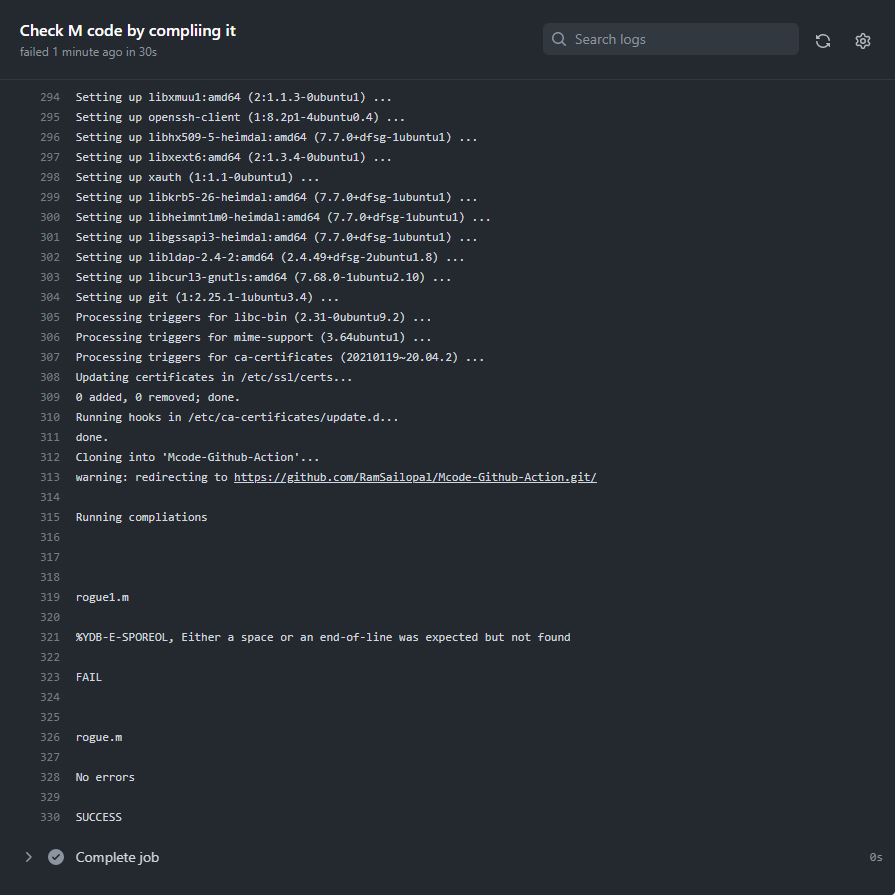 Check M code by compliing it
failed 1 minute ago in 30s
Search logs
294 Setting up libxmuu1:amd64 (2:1.1.3-0ubuntu1) ...
295 Setting up openssh-client (1:8.2p1-4ubuntu0.4) ...
296 Setting up libhx509-5-heimdal:amd64 (7.7.0+dfsg-1ubuntu1) ...
297 Setting up libxext6:amd64 (2:1.3.4-0ubuntu1) ...
298 Setting up xauth (1:1.1-0ubuntu1) ...
299 Setting up libkrb5-26-heimdal:amd64 (7.7.0+dfsg-1ubuntu1) ...
300 Setting up libheimntlm0-heimdal:amd64 (7.7.0+dfsg-1ubuntu1) ...
301 Setting up libgssapi3-heimdal:amd64 (7.7.0+dfsg-1ubuntu1) ...
302 Setting up libldap-2.4-2:amd64 (2.4.49+dfsg-2ubuntu1.8) ...
303 Setting up libcurl3-gnutls:amd64 (7.68.0-1ubuntu2.10) ...
304 Setting up git (1:2.25.1-1ubuntu3.4) ...
305 Processing triggers for libc-bin (2.31-0ubuntu9.2) ...
306 Processing triggers for mime-support (3.64ubuntu1) ...
307 Processing triggers for ca-certificates (20210119~20.04.2) ...
308 Updating certificates in /etc/ssl/certs...
309 0 added, 0 removed; done.
310 Running hooks in /etc/ca-certificates/update.d...
311 done.
312 Cloning into 'Mcode-Github-Action'...
313 warning: redirecting to https://github.com/RamSailopal/Mcode-Github-Action.git/
314
315 Running compliations
316
317
318
319 rogue1.m
320
321 %YDB-E-SPOREOL, Either a space or an end-of-line was expected but not found
322
323 FAIL
324
325
326 rogue.m
327
328 No errors
329
330 SUCCESS
Complete job 0s